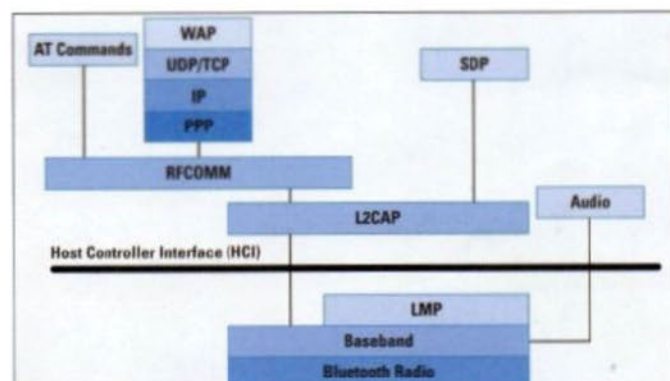 WAP
AT Commands
UDP/TCP
SDP
IP
PPP
RFCOMM
Audio
L2CAP
Host Controller Interface (HCI)
LMP
Baseband
Bluetooth Radio